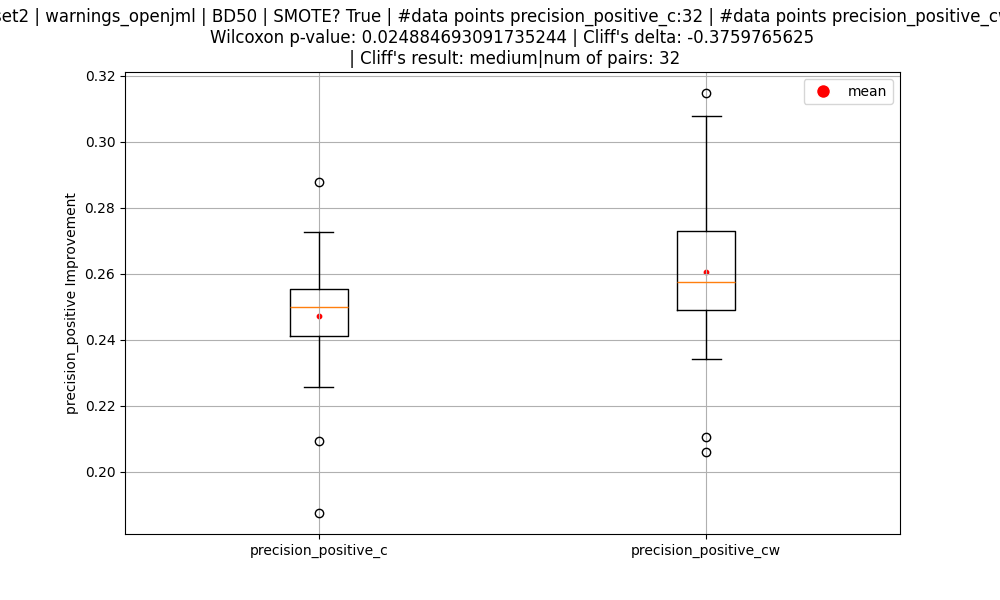 | warnings_openjml | BD50 | SMOTE? True | #data points precision_positive_c:32 | #data points
Wilcoxon p-value: 0.024884693091735244 | Cliff's delta: -0.3759765625
| Cliff's result: medium|num of pairs: 32
mean
0.32
0.30
0.28
0.26
0.24
0.22
0.20
precision_positive Improvement
precision_positive_c
precision_positive_cw